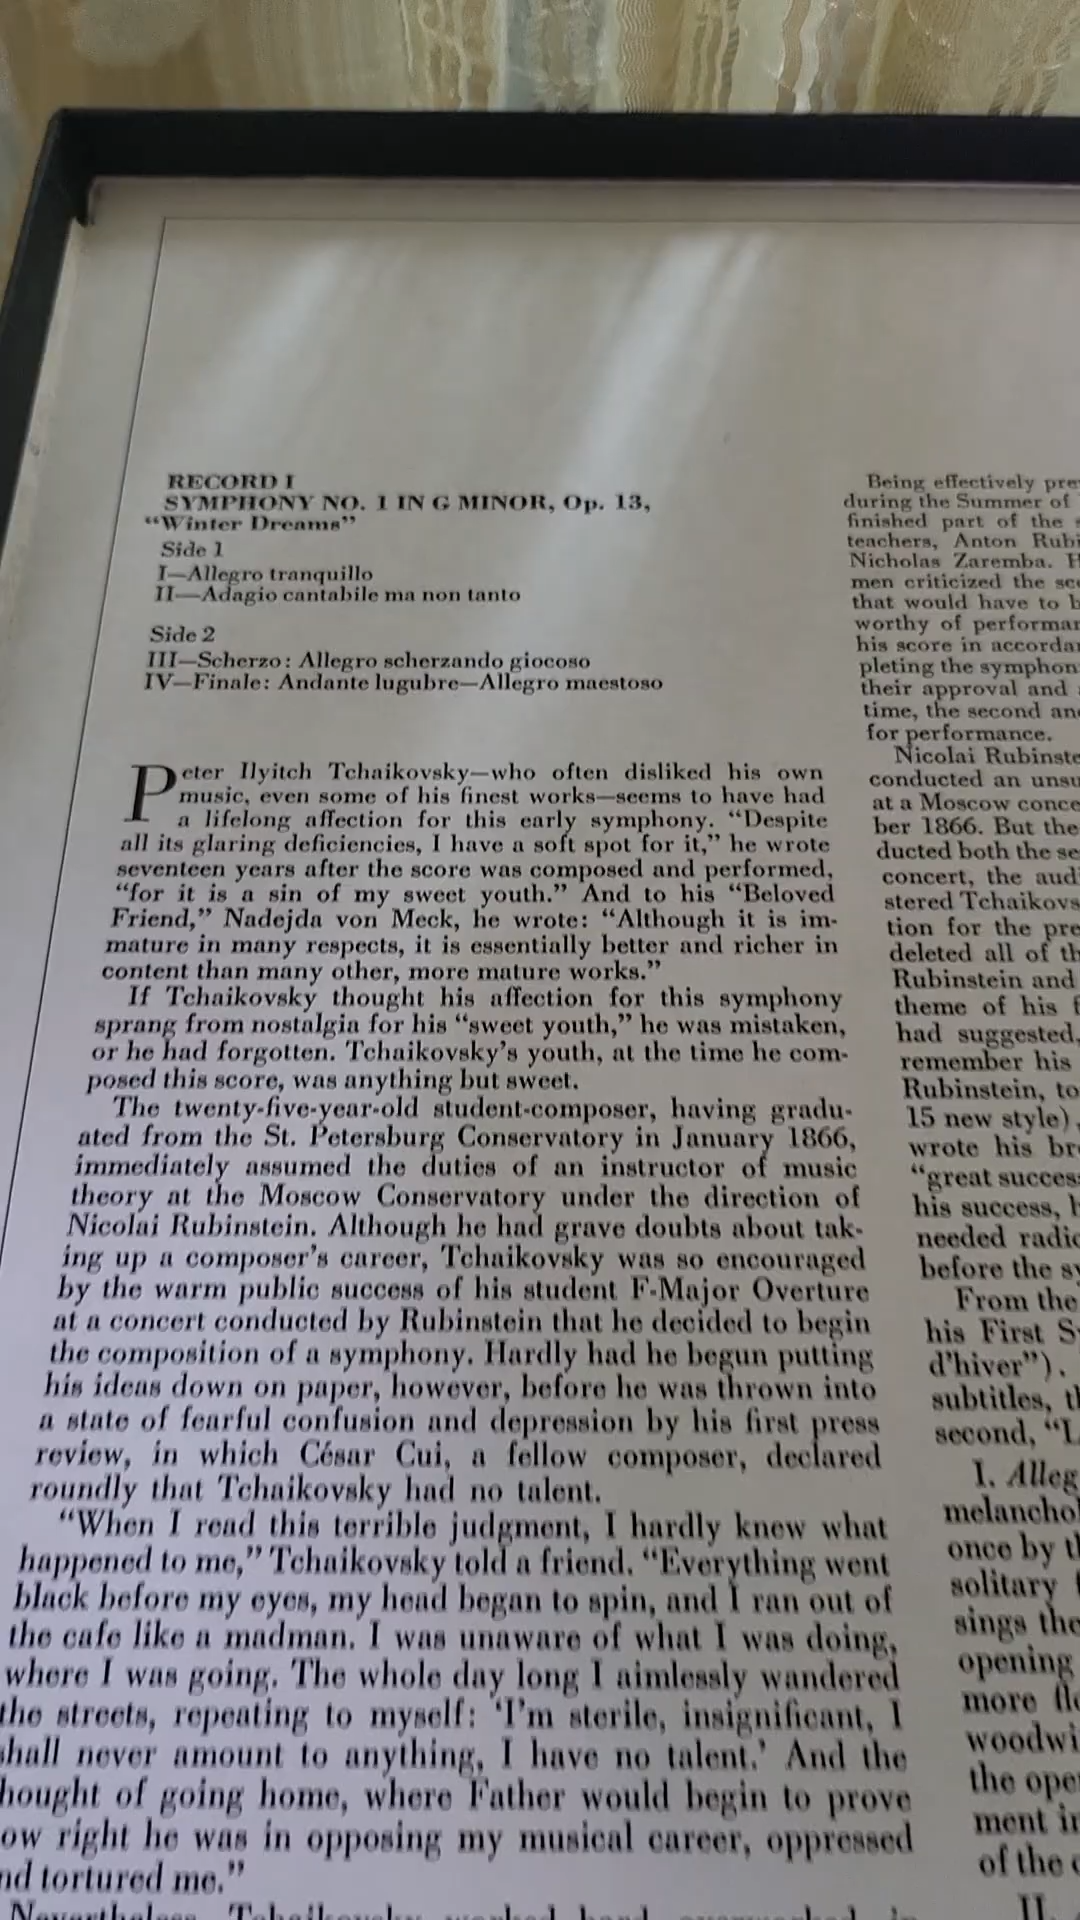 RECORD I
SYMPHONY NO. 1 IN G MINOR, Op. 13,
“Winter Dreams”
Side 1
I—Allegro tranquillo
II—Adagio cantabile ma non tanto
Side 2
III—Scherzo: Allegro scherzando giocoso
IV—Finale: Andante lugubre—Allegro maestoso
Peter Ilyitch Tchaikovsky—who often disliked his own
music, even some of his finest works—seems to have had
a lifelong affection for this early symphony. “Despite
all its glaring deficiencies, I have a soft spot for it,” he wrote
seventeen years after the score was composed and performed,
“for it is a sin of my sweet youth.” And to his “Beloved
Friend,” Nadejda von Meck, he wrote: “Although it is im-
mature in many respects, it is essentially better and richer in
content than many other, more mature works.”
If Tchaikovsky thought his affection for this symphony
sprang from nostalgia for his “sweet youth,” he was mistaken,
or he had forgotten. Tchaikovsky’s youth, at the time he com-
posed this score, was anything but sweet.
The twenty-five-year-old student-composer, having gradu-
ated from the St. Petersburg Conservatory in January 1866,
immediately assumed the duties of an instructor of music
theory at the Moscow Conservatory under the direction of
Nicolai Rubinstein. Although he had grave doubts about tak-
ing up a composer’s career, Tchaikovsky was so encouraged
by the warm public success of his student F-Major Overture
at a concert conducted by Rubinstein that he decided to begin
the composition of a symphony. Hardly had he begun putting
his ideas down on paper, however, before he was thrown into
a state of fearful confusion and depression by his first press
review, in which César Cui, a fellow composer, declared
roundly that Tchaikovsky had no talent.
“When I read this terrible judgment, I hardly knew what
happened to me,” Tchaikovsky told a friend. “Everything went
black before my eyes, my head began to spin, and I ran out of
the cafe like a madman. I was unaware of what I was doing,
where I was going. The whole day long I aimlessly wandered
the streets, repeating to myself: ‘I’m sterile, insignificant, I
shall never amount to anything, I have no talent.’ And the
hought of going home, where Father would begin to prove
ow right he was in opposing my musical career, oppressed
nd tortured me.”
Nevertheless, Tchaikovsky worked hard, overworked in
Being effectively pre
during the Summer of
finished part of the
teachers, Anton Rubi
Nicholas Zaremba. H
men criticized the sco
that would have to b
worthy of performan
his score in accordan
pleting the symphon
their approval and
time, the second and
for performance.
Nicolai Rubinste
conducted an unsu
at a Moscow conce
ber 1866. But the
ducted both the se
concert, the audi
stered Tchaikovs
tion for the pre
deleted all of th
Rubinstein and
theme of his f
had suggested.
remember his
Rubinstein, to
15 new style),
wrote his bro
“great success
his success, h
needed radic
before the sy
From the
his First S
d’hiver”).
subtitles, th
second, “L
I. Alleg
melanchol
once by th
solitary f
sings the
opening
more flo
woodwi
the ope
ment in
of the
II.